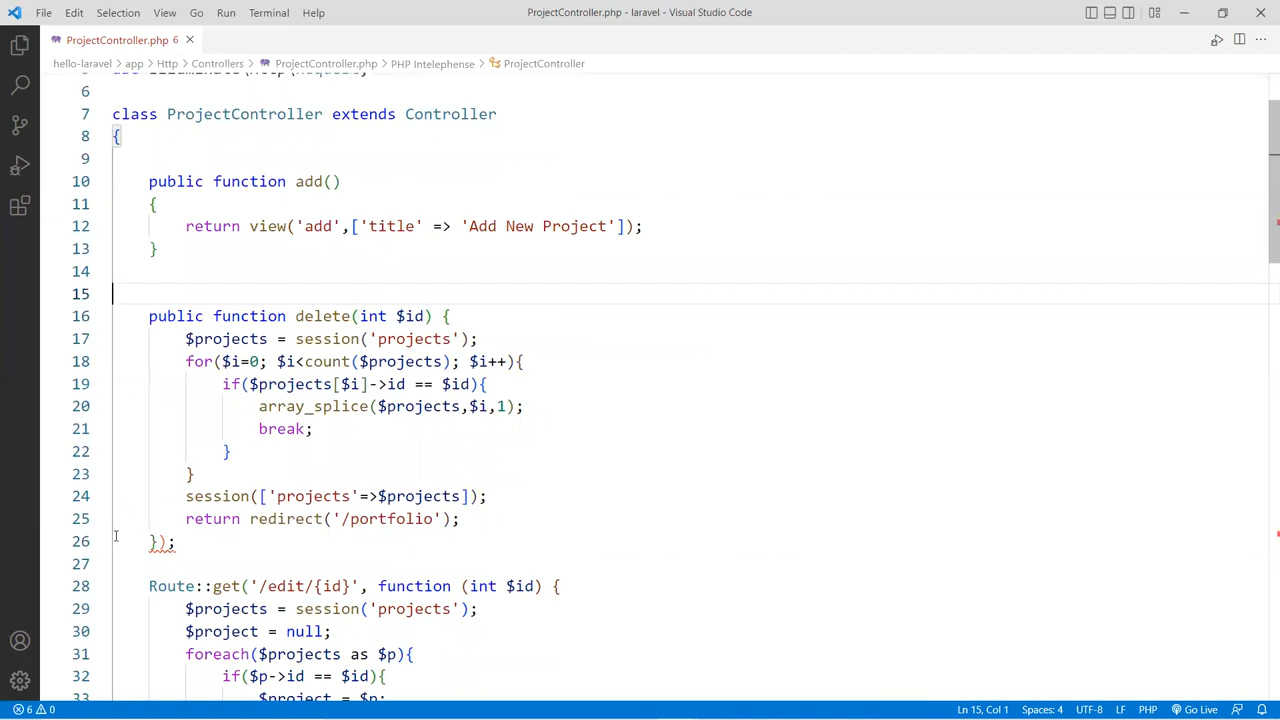 File Edit Selection View Go Run Terminal Help ProjectController.php - laravel - Visual Studio Code
ProjectController.php 6
hello-laravel > app > Http > Controllers > ProjectController.php > PHP Intelephense > ProjectController
6
7 class ProjectController extends Controller
8 {
9
10 public function add()
11 {
12 return view('add',['title' => 'Add New Project']);
13 }
14
15
16 public function delete(int $id) {
17 $projects = session('projects');
18 for($i=0; $i<count($projects); $i++){
19 if($projects[$i]->id == $id){
20 array_splice($projects,$i,1);
21 break;
22 }
23 }
24 session(['projects'=>$projects]);
25 return redirect('/portfolio');
26 });
27
28 Route::get('/edit/{id}', function (int $id) {
29 $projects = session('projects');
30 $project = null;
31 foreach($projects as $p){
32 if($p->id == $id){
33 $project = $p;
6 0 Ln 15, Col 1 Spaces: 4 UTF-8 LF PHP Go Live